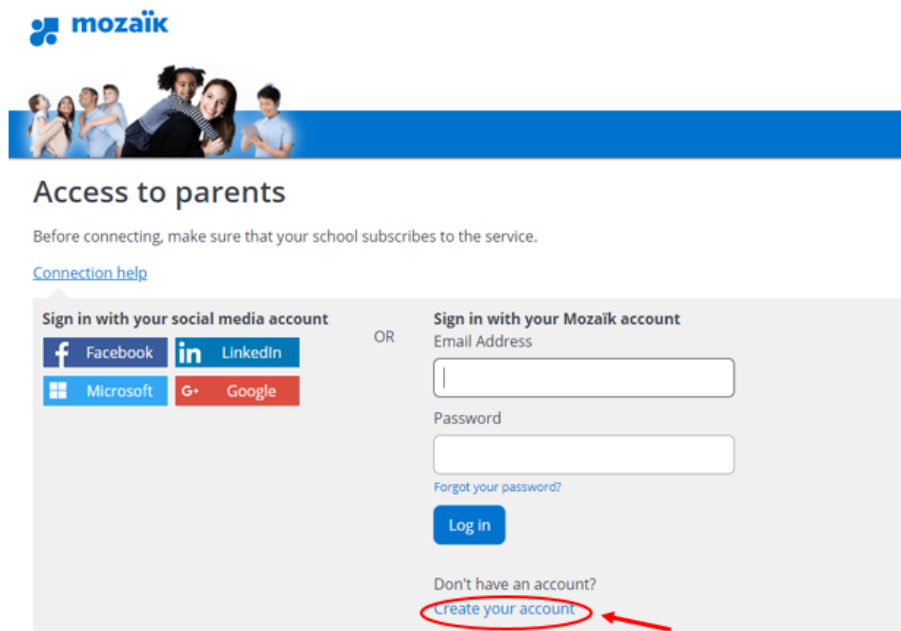 mozaïk
Access to parents
Before connecting, make sure that your school subscribes to the service.
Connection help
Sign in with your social media account
Facebook
LinkedIn
Microsoft
G+ Google
OR
Sign in with your Mozaïk account
Email Address
Password
Forgot your password?
Log in
Don't have an account?
Create your account